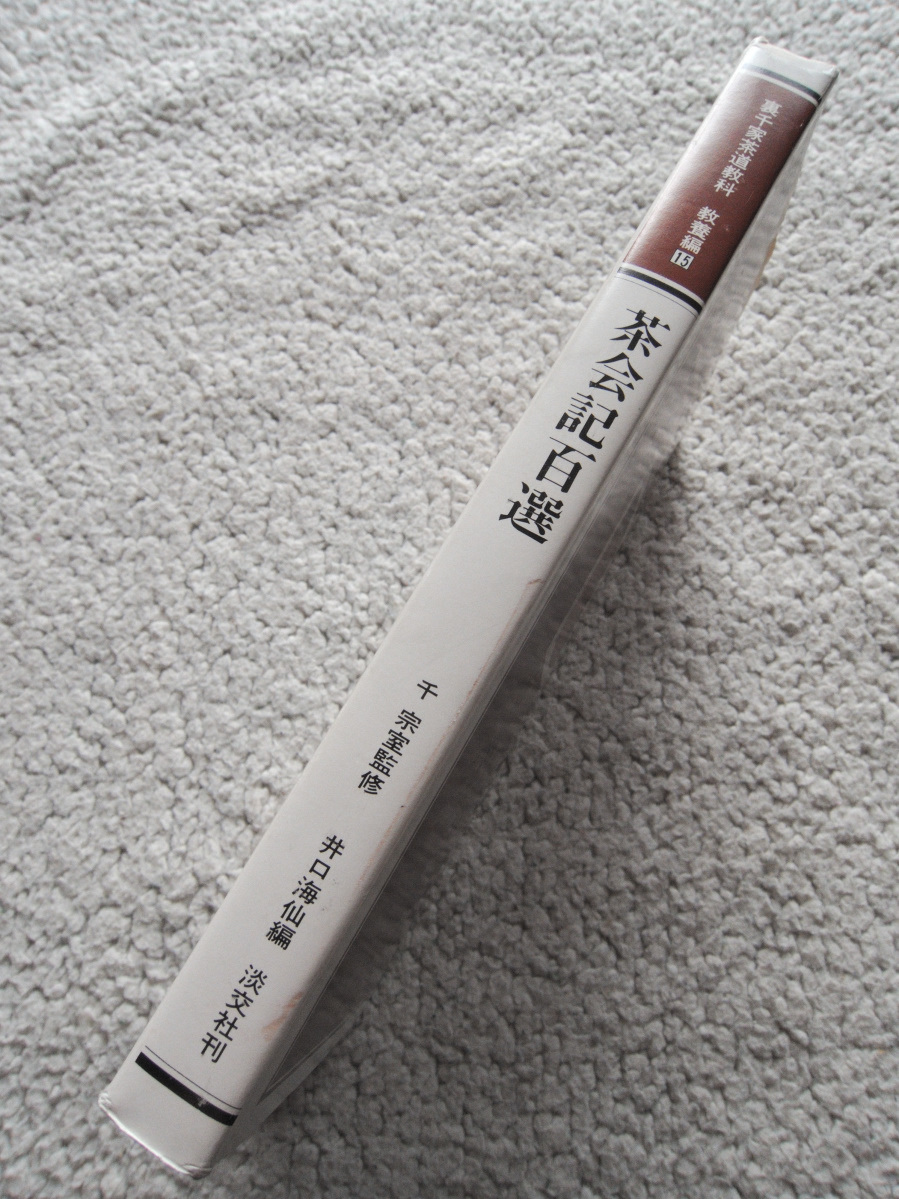 裏千家茶道教科 教養編 15
茶会記百選
千 宗室監修
井口海仙編
淡交社刊